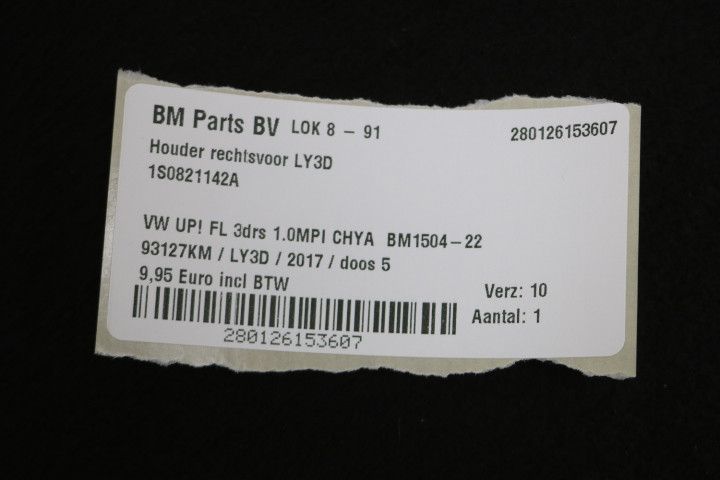 BM Parts BV LOK 8 - 91
280126153607
Houder rechtsvoor LY3D
1S0821142A
VW UP! FL 3drs 1.0MPI CHYA BM1504-22
93127KM / LY3D / 2017 / doos 5
9,95 Euro incl BTW
Verz: 10
Aantal: 1
280126153607